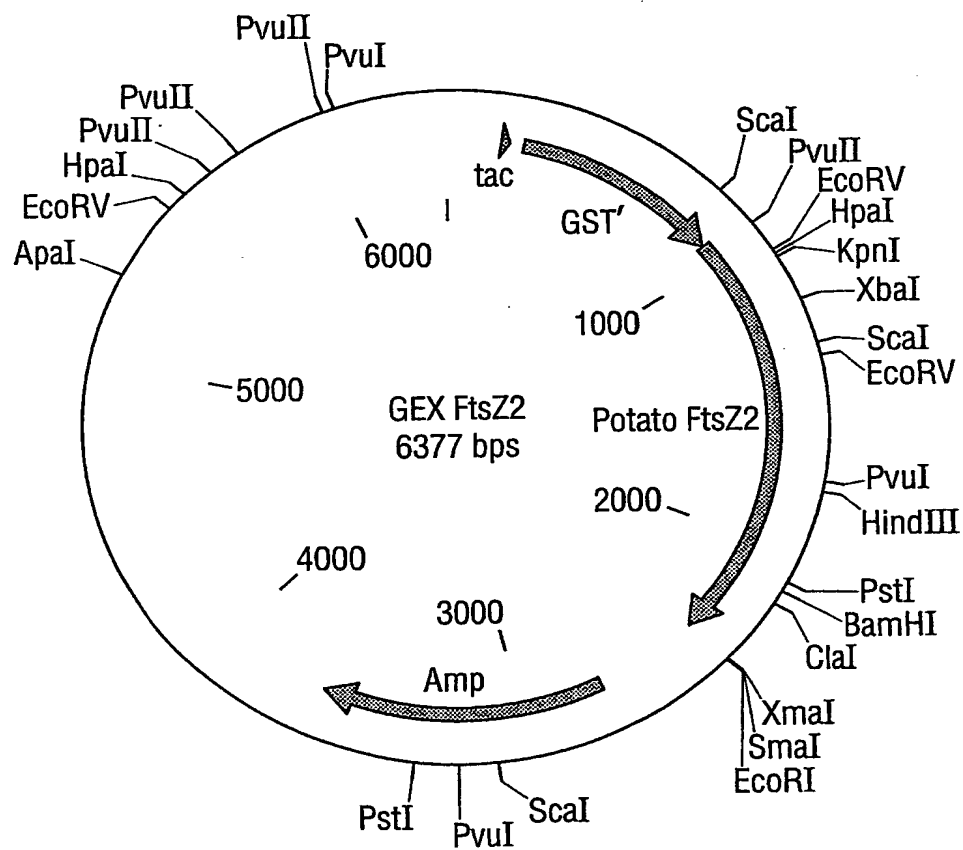 PvuII
PvuI
PvuII
PvuII
HpaI
EcoRV
ApaI
ScaI
PvuII
EcoRV
HpaI
KpnI
XbaI
ScaI
EcoRV
PvuI
HindIII
PstI
BamHI
ClaI
XmaI
SmaI
EcoRI
ScaI
PvuI
PstI
tac
GST′
6000
1000
5000
GEX FtsZ2
6377 bps
Potato FtsZ2
2000
4000
3000
Amp